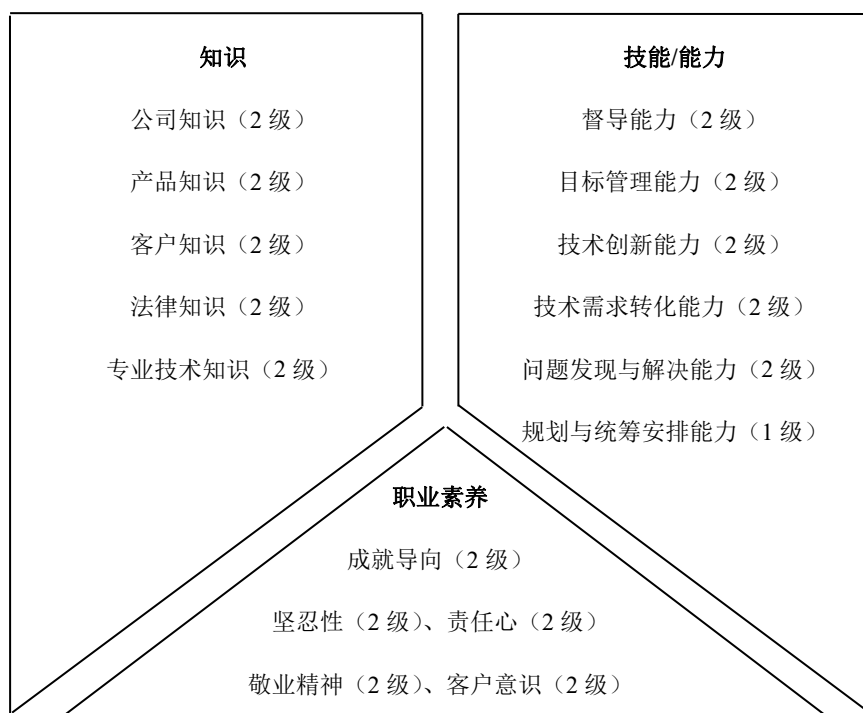 知识
公司知识（2 级）
产品知识（2 级）
客户知识（2 级）
法律知识（2 级）
专业技术知识（2 级）
技能/能力
督导能力（2 级）
目标管理能力（2 级）
技术创新能力（2 级）
技术需求转化能力（2 级）
问题发现与解决能力（2 级）
规划与统筹安排能力（1 级）
职业素养
成就导向（2 级）
坚忍性（2 级）、责任心（2 级）
敬业精神（2 级）、客户意识（2 级）